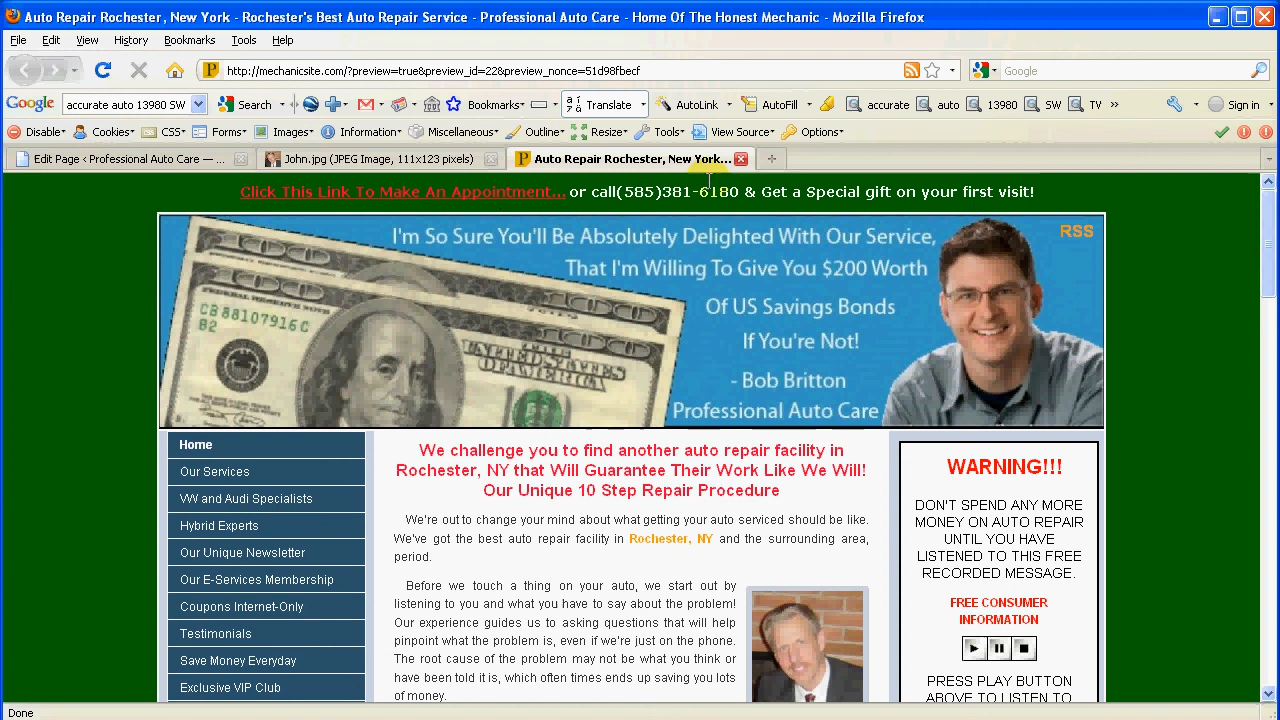 Auto Repair Rochester, New York - Rochester's Best Auto Repair Service - Professional Auto Care - Home Of The Honest Mechanic - Mozilla Firefox
File Edit View History Bookmarks Tools Help
http://mechanicsite.com/?preview=true&preview_id=22&preview_nonce=51d98fbecf
Google
Google accurate auto 13980 SW Search Bookmarks Translate AutoLink AutoFill accurate auto 13980 SW TV » Sign in
Disable Cookies CSS Forms Images Information Miscellaneous Outline Resize Tools View Source Options
Edit Page ‹ Professional Auto Care — ...
John.jpg (JPEG Image, 111x123 pixels)
Auto Repair Rochester, New York...
Click This Link To Make An Appointment... or call(585)381-6180 & Get a Special gift on your first visit!
I'm So Sure You'll Be Absolutely Delighted With Our Service,
That I'm Willing To Give You $200 Worth
Of US Savings Bonds
If You're Not!
- Bob Britton
Professional Auto Care
RSS
100
100
CB88107916C
B2
Home
Our Services
VW and Audi Specialists
Hybrid Experts
Our Unique Newsletter
Our E-Services Membership
Coupons Internet-Only
Testimonials
Save Money Everyday
Exclusive VIP Club
We challenge you to find another auto repair facility in
Rochester, NY that Will Guarantee Their Work Like We Will!
Our Unique 10 Step Repair Procedure
We're out to change your mind about what getting your auto serviced should be like.
We've got the best auto repair facility in Rochester, NY and the surrounding area,
period.
Before we touch a thing on your auto, we start out by
listening to you and what you have to say about the problem!
Our experience guides us to asking questions that will help
pinpoint what the problem is, even if we're just on the phone.
The root cause of the problem may not be what you think or
have been told it is, which often times ends up saving you lots
of money.
WARNING!!!
DON'T SPEND ANY MORE
MONEY ON AUTO REPAIR
UNTIL YOU HAVE
LISTENED TO THIS FREE
RECORDED MESSAGE.
FREE CONSUMER
INFORMATION
PRESS PLAY BUTTON
ABOVE TO LISTEN TO
Done